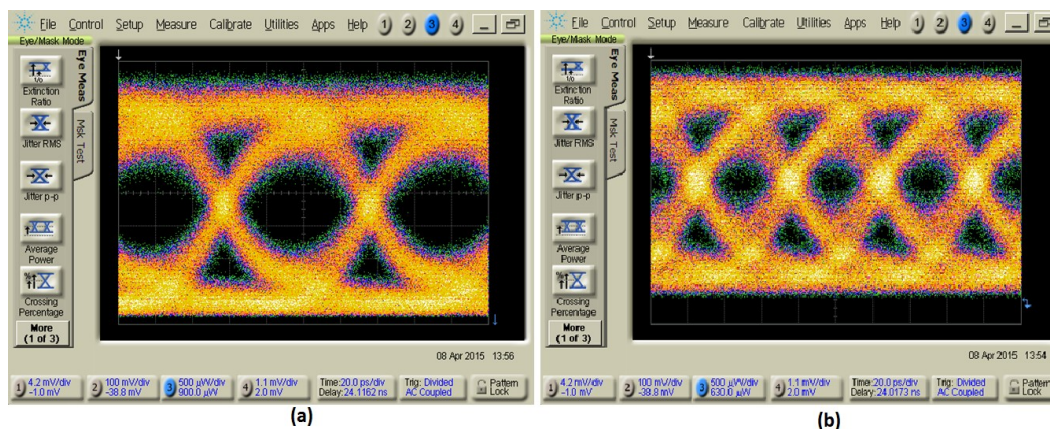 File Control Setup Measure Calibrate Utilities Apps Help 1 2 3 4
Eye/Mask Mode
Extinction
Ratio
Jitter RMS
Jitter p-p
Average
Power
Crossing
Percentage
More
(1 of 3)
Eye Meas
Msk Test
08 Apr 2015 13:56
1 4.2 mV/div
-1.0 mV
2 100 mV/div
-38.8 mV
3 500 µW/div
900.0 µW
4 1.1 mV/div
2.0 mV
Time:20.0 ps/div
Delay:24.1162 ns
Trig: Divided
AC Coupled
Pattern
Lock
(a)
File Control Setup Measure Calibrate Utilities Apps Help 1 2 3 4
Eye/Mask Mode
Extinction
Ratio
Jitter RMS
Jitter p-p
Average
Power
Crossing
Percentage
More
(1 of 3)
Eye Meas
Msk Test
08 Apr 2015 13:54
1 4.2 mV/div
-1.0 mV
2 100 mV/div
-38.8 mV
3 500 µW/div
630.0 µW
4 1.1 mV/div
2.0 mV
Time:20.0 ps/div
Delay:24.0173 ns
Trig: Divided
AC Coupled
Pattern
Lock
(b)